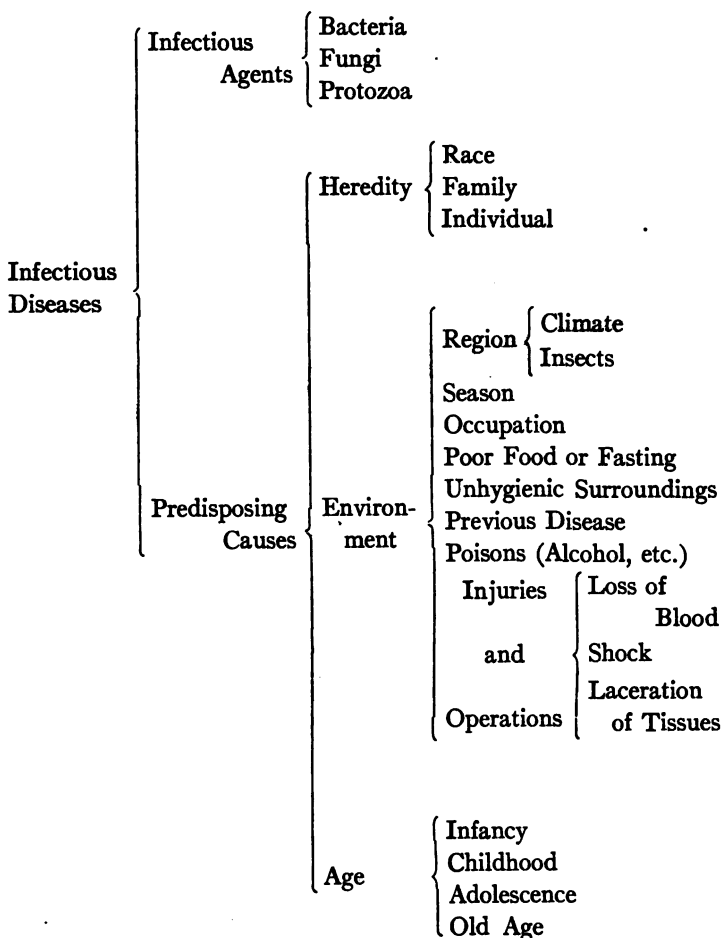 Infectious
Agents
Bacteria
Fungi
Protozoa
Infectious
Diseases
Predisposing
Causes
Heredity
Race
Family
Individual
Environ-
ment
Region
Climate
Insects
Season
Occupation
Poor Food or Fasting
Unhygienic Surroundings
Previous Disease
Poisons (Alcohol, etc.)
Injuries
and
Operations
Loss of
Blood
Shock
Laceration
of Tissues
Age
Infancy
Childhood
Adolescence
Old Age